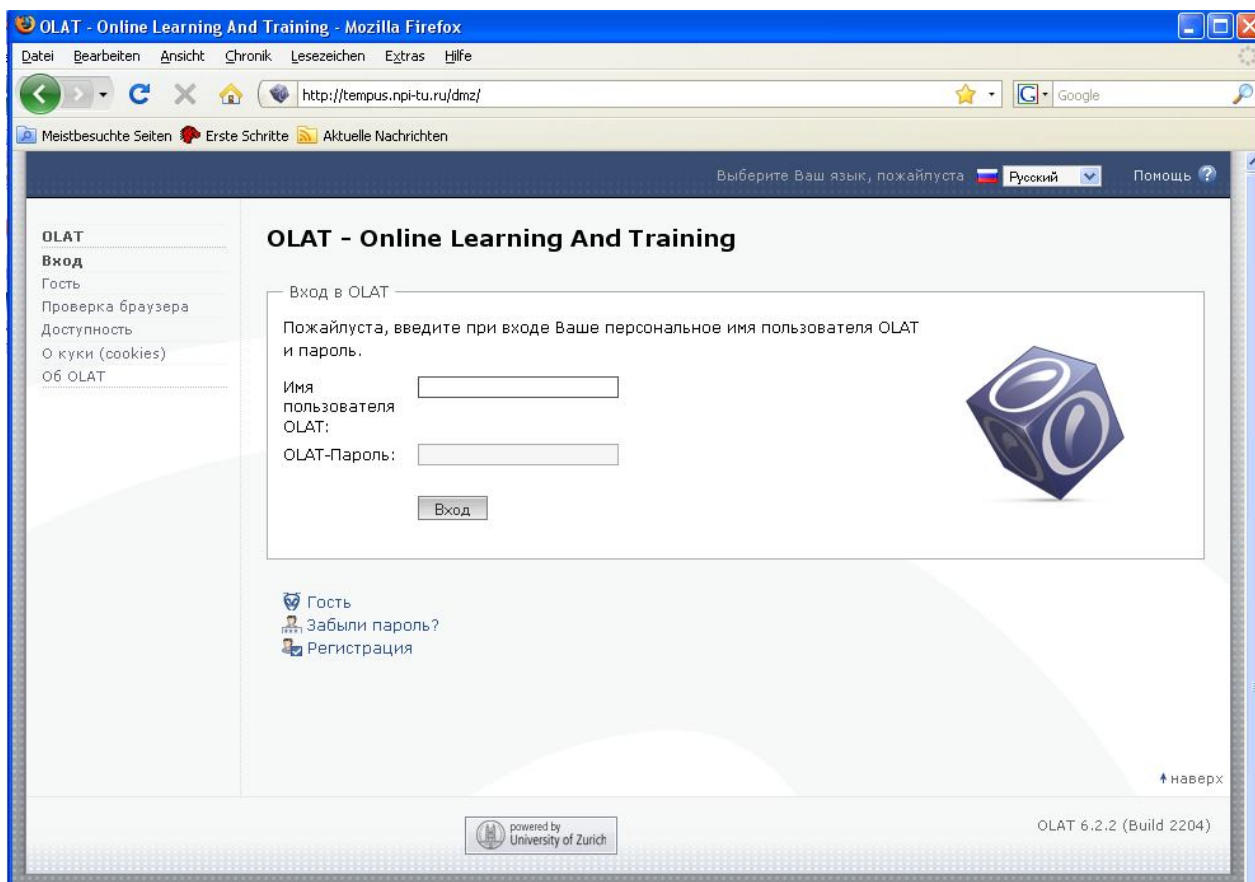 OLAT - Online Learning And Training - Mozilla Firefox
Datei Bearbeiten Ansicht Chronik Lesezeichen Extras Hilfe
http://tempus.npi-tu.ru/dmz/
G Google
Meistbesuchte Seiten Erste Schritte Aktuelle Nachrichten
Выберите Ваш язык, пожайлуста Русский Помощь ?
OLAT
Вход
Гость
Проверка браузера
Доступность
О куки (cookies)
Об OLAT
OLAT - Online Learning And Training
Вход в OLAT
Пожайлуста, введите при входе Ваше персональное имя пользователя OLAT
и пароль.
Имя
пользователя
OLAT:
OLAT-Пароль:
Вход
Гость
Забыли пароль?
Регистрация
наверх
powered by
University of Zurich
OLAT 6.2.2 (Build 2204)